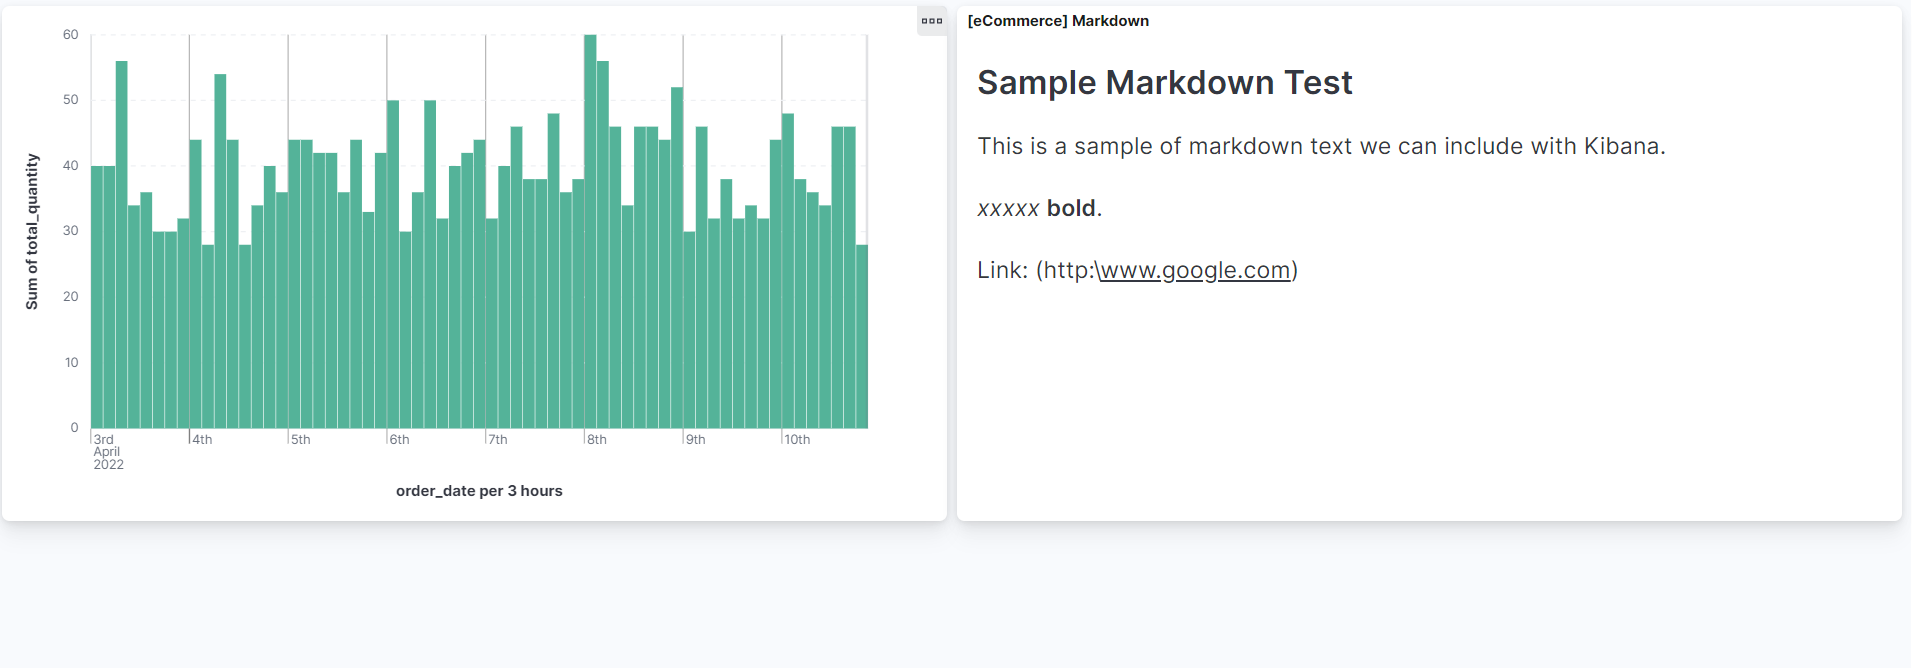 60
50
40
30
20
10
0
Sum of total_quantity
3rd 4th 5th 6th 7th 8th 9th 10th
April
2022
order_date per 3 hours
[eCommerce] Markdown
Sample Markdown Test
This is a sample of markdown text we can include with Kibana.
xxxxx bold.
Link: (http:\www.google.com)